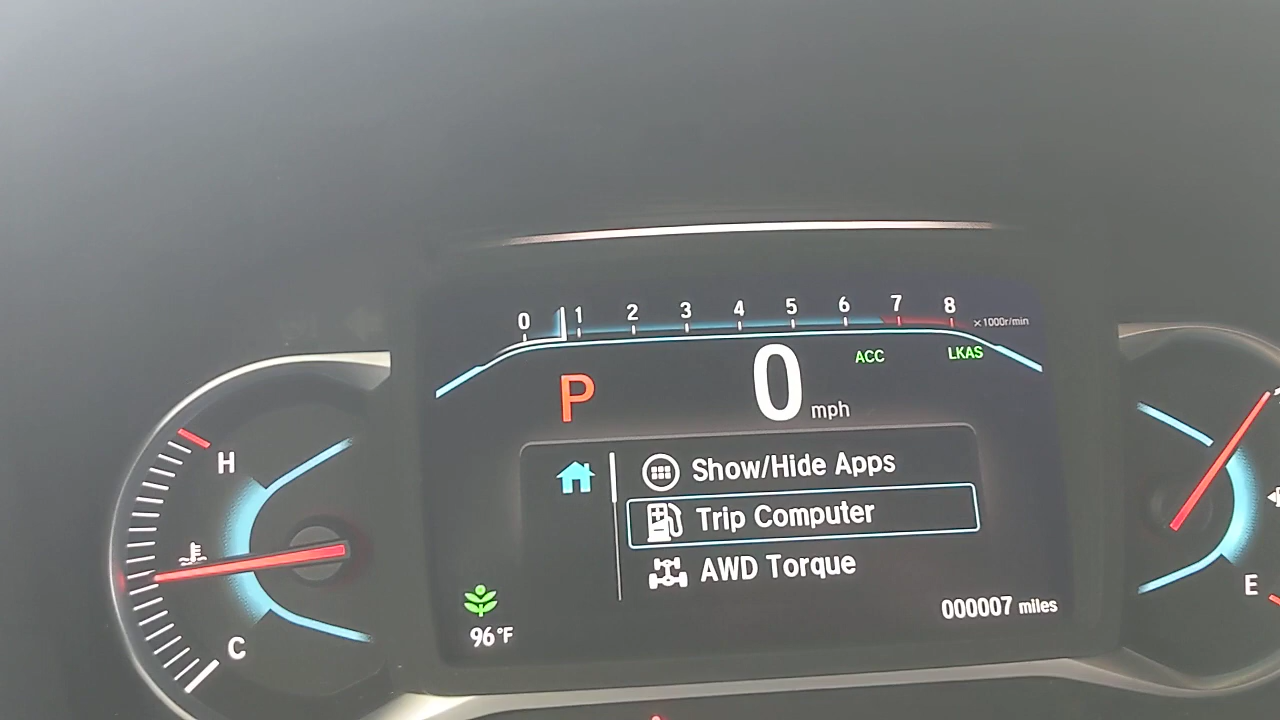 0 1 2 3 4 5 6 7 8 ×1000r/min
P 0 mph ACC LKAS
H
Show/Hide Apps
Trip Computer
AWD Torque
C
E
96°F
000007 miles